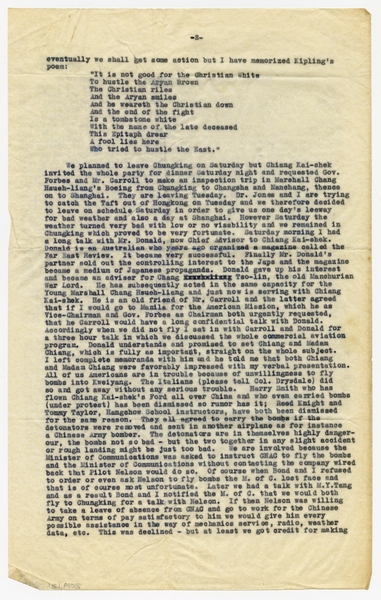 -2-
eventually we shall get some action but I have memorized Kipling's
poem:
"It is not good for the Christian white
To hustle the Aryan Brown
The Christian riles
And the Aryan smiles
And he weareth the Christian down
And the end of the fight
Is a tombstone white
With the name of the late deceased
This Epitaph drear
A fool lies here
Who tried to hustle the East."
We planned to leave Chungking on Saturday but Chiang Kai-shek
invited the whole party for dinner Saturday night and requested Gov.
Forbes and Mr. Carroll to make an inspection trip in Marshall Chang
Hsueh-liang's Boeing from Chungking to Changsha and Nanchang, thence
on to Shanghai. They are leaving Tuesday. Dr. Jones and I are trying
to catch the Taft out of Hongkong on Tuesday and we therefore decided
to leave on schedule Saturday in order to give us one day's leeway
for bad weather and also a day at Shanghai. However Saturday the
weather turned very bad with low or no visability and we remained in
Chungking which proved to be very fortunate. Saturday morning I had
a long talk with Mr. Donald, now Chief Advisor to Chiang Kai-shek.
Donald is an Australian who years ago organised a magazine called the
Far East Review. It became very successful. Finally Mr. Donald's
partner sold out the controlling interest to the Japs and the magazine
became a medium of Japanese propaganda. Donald gave up his interest
and became an adviser for Chang Tso-lin, the old Manchurian
War Lord. He has subsequently acted in the same capacity for the
Young Marshall Chang Hsueh-liang and just now is serving with Chiang
Kai-shek. He is an old friend of Mr. Carroll and the latter agreed
that if I would go to Manila for the American Mission, which he as
Vice-Chairman and Gov. Forbes as Chairman both urgently requested,
that he Carroll would have a long confidential talk with Donald.
Accordingly when we did not fly I sat in with Carroll and Donald for
a three hour talk in which we discussed the whole commercial aviation
program. Donald understands and promised to set Chiang and Madam
Chiang, which is fully as important, straight on the whole subject.
I left complete memoranda with him and he told me that both Chiang
and Madam Chiang were favorably impressed with my verbal presentation.
All of us Americans are in trouble because of unwillingness to fly
bombs into Kweiyang. The Italians (please tell Col. Drysdale) did
so and got away without any serious trouble. Harry Smith who has
flown Chiang Kai-shek's Ford all over China and who even carried bombs
(under protest) has been dismissed so rumor has it; Reed Knight and
Tommy Taylor, Hangchow School instructors, have both been dismissed
for the same reason. They all agreed to carry the bombs if the
detonators were removed and sent in another airplane as for instance
a Chinese Army bomber. The detonators are in themselves highly danger-
our, the bombs not so bad - but the two together in any slight accident
or rough landing might be just too bad. We are involved because the
Minister of Communications was asked to instruct CNAC to fly the bombs
and the Minister of Communications without contacting the company wired
back that Pilot Nelson would do so. Of course when Bond and I refused
to order or even ask Nelson to fly bombs the M. of C. lost face and
that is of course most unfortunate. Later we had a talk with M.Y.Tang
and as a result Bond and I notified the M. of C. that we would both
fly to Chungking for a talk with Nelson. If then Nelson was willing
to take a leave of absence from CNAC and go to work for the Chinese
Army on terms of pay satisfactory to him we would give him every
possible assistance in the way of mechanics service, radio, weather
data, etc. This was declined - but at least we got credit for making